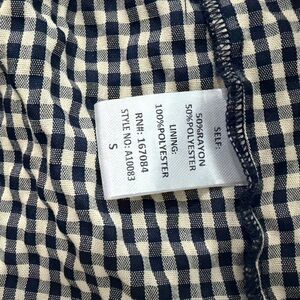 SELF:
50%RAYON
50%POLYESTER
LINING:
100%POLYESTER
RN#: 167084
STYLE NO: A10083
S